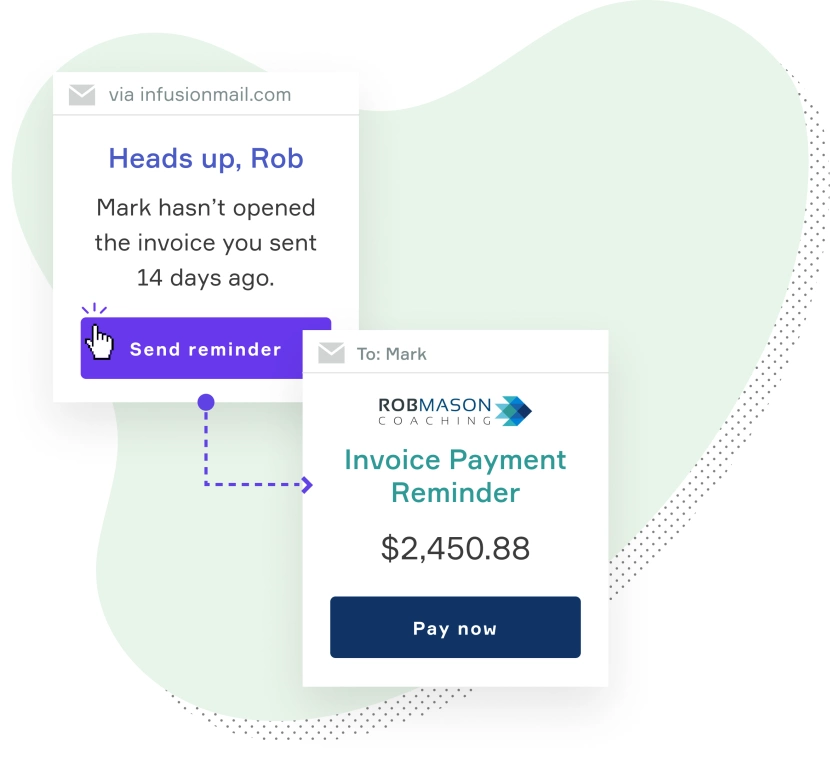 via infusionmail.com
Heads up, Rob
Mark hasn’t opened
the invoice you sent
14 days ago.
Send reminder
To: Mark
ROBMASON
COACHING
Invoice Payment
Reminder
$2,450.88
Pay now